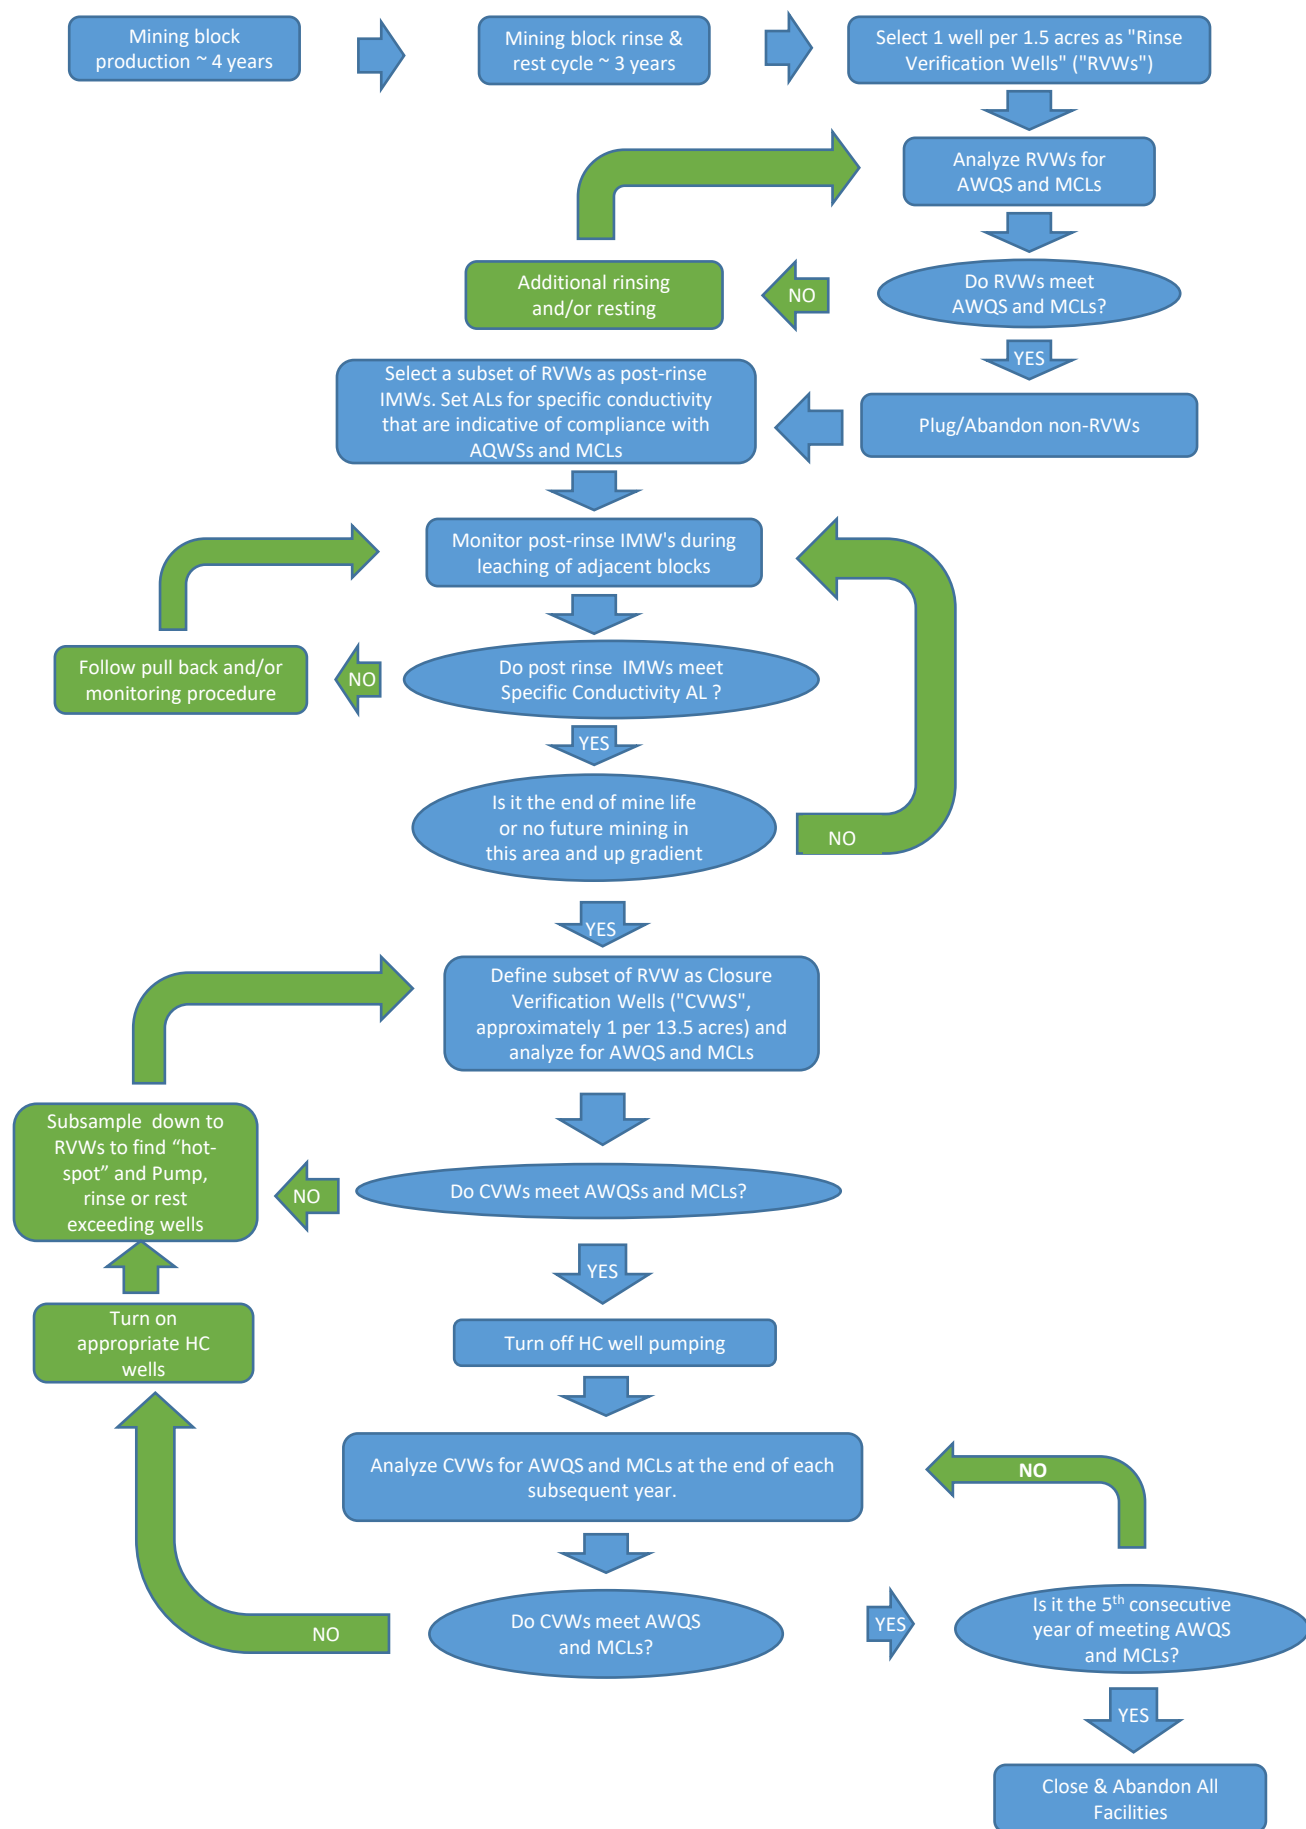 Mining block
production ~ 4 years
Mining block rinse &
rest cycle ~ 3 years
Select 1 well per 1.5 acres as "Rinse
Verification Wells" ("RVWs")
Analyze RVWs for
AWQS and MCLs
Do RVWs meet
AWQS and MCLs?
NO
Additional rinsing
and/or resting
YES
Plug/Abandon non-RVWs
Select a subset of RVWs as post-rinse
IMWs. Set ALs for specific conductivity
that are indicative of compliance with
AQWSs and MCLs
Monitor post-rinse IMW's during
leaching of adjacent blocks
Do post rinse  IMWs meet
Specific Conductivity AL ?
NO
Follow pull back and/or
monitoring procedure
YES
Is it the end of mine life
or no future mining in
this area and up gradient
NO
YES
Define subset of RVW as Closure
Verification Wells ("CVWS",
approximately 1 per 13.5 acres) and
analyze for AWQS and MCLs
Do CVWs meet AWQSs and MCLs?
NO
Subsample  down to
RVWs to find “hot-
spot” and Pump,
rinse or rest
exceeding wells
YES
Turn on
appropriate HC
wells
Turn off HC well pumping
Analyze CVWs for AWQS and MCLs at the end of each
subsequent year.
NO
Do CVWs meet AWQS
and MCLs?
NO
YES
Is it the 5th consecutive
year of meeting AWQS
and MCLs?
YES
Close & Abandon All
Facilities